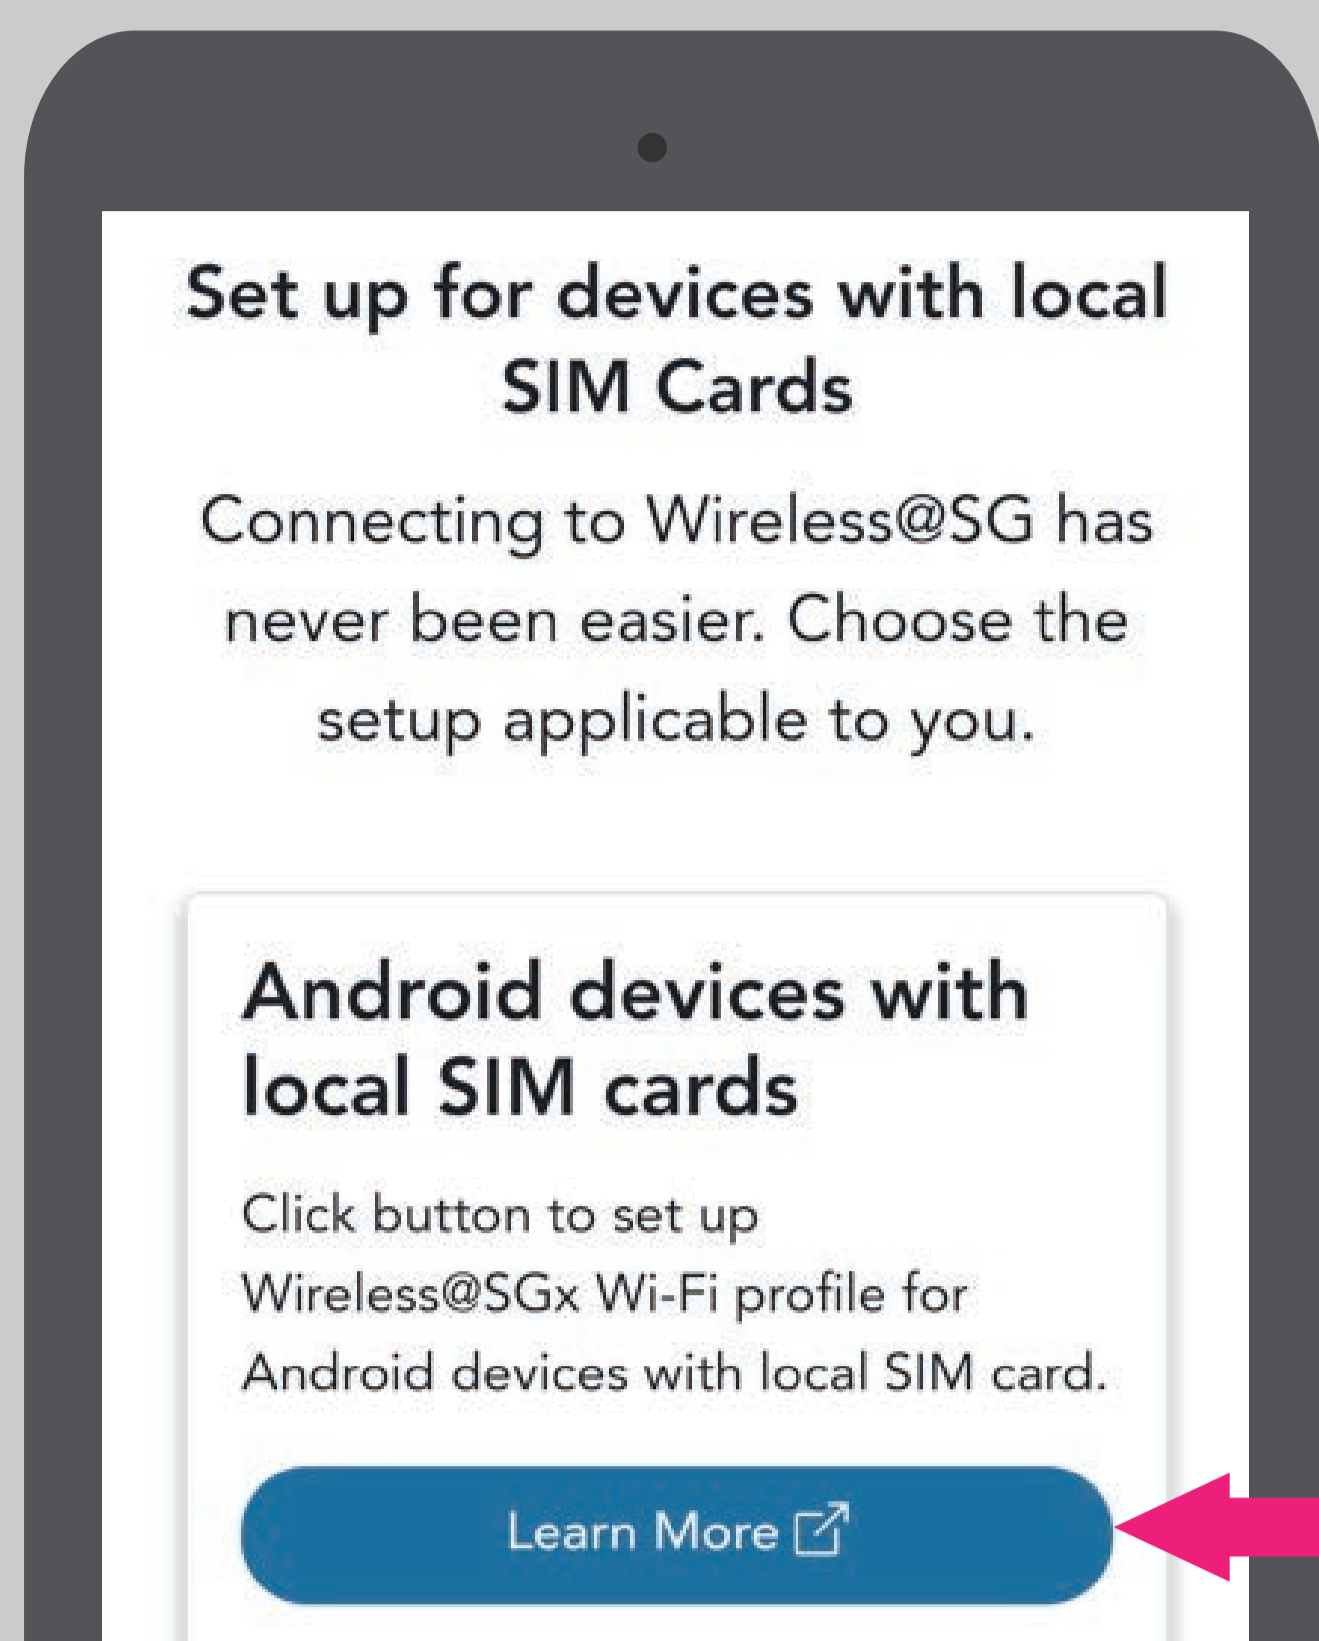 Set up for devices with local
SIM Cards
Connecting to Wireless@SG has
never been easier. Choose the
setup applicable to you.
Android devices with
local SIM cards
Click button to set up
Wireless@SGx Wi-Fi profile for
Android devices with local SIM card.
Learn More